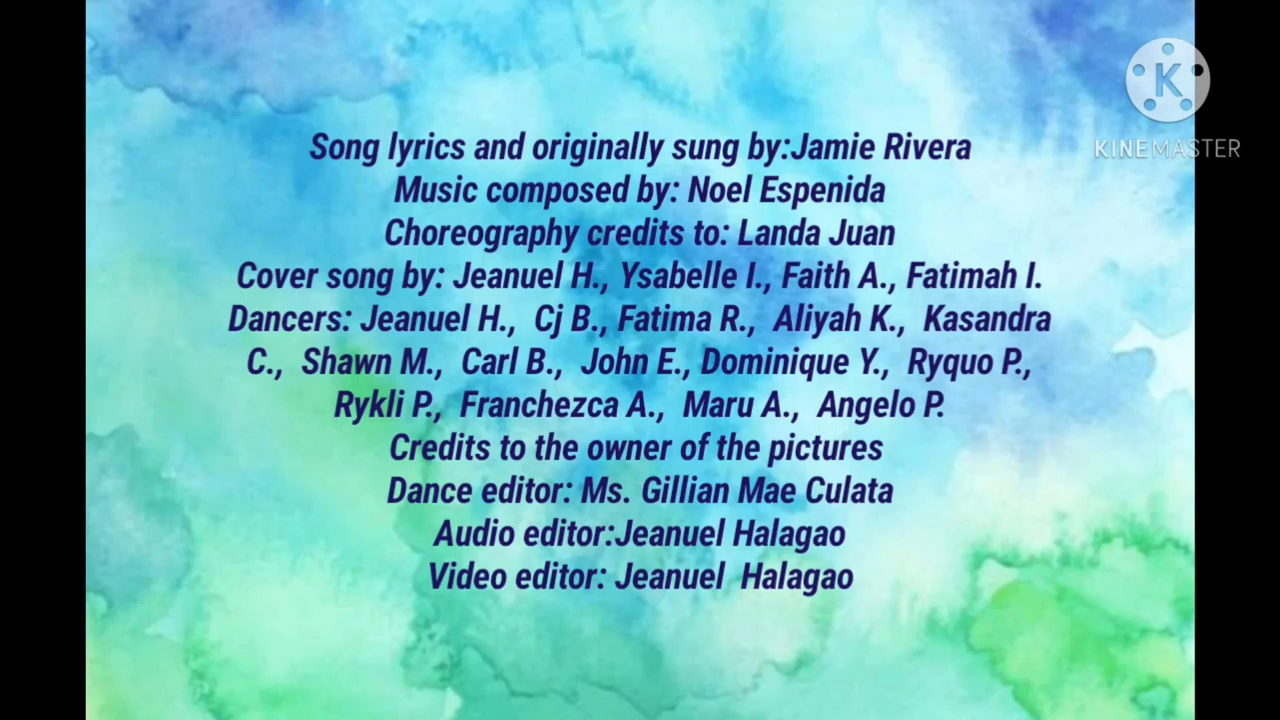 Song lyrics and originally sung by:Jamie Rivera
Music composed by: Noel Espenida
Choreography credits to: Landa Juan
Cover song by: Jeanuel H., Ysabelle I., Faith A., Fatimah I.
Dancers: Jeanuel H., Cj B., Fatima R., Aliyah K., Kasandra
C., Shawn M., Carl B., John E., Dominique Y., Ryquo P.,
Rykli P., Franchezca A., Maru A., Angelo P.
Credits to the owner of the pictures
Dance editor: Ms. Gillian Mae Culata
Audio editor:Jeanuel Halagao
Video editor: Jeanuel Halagao
K
KINEMASTER